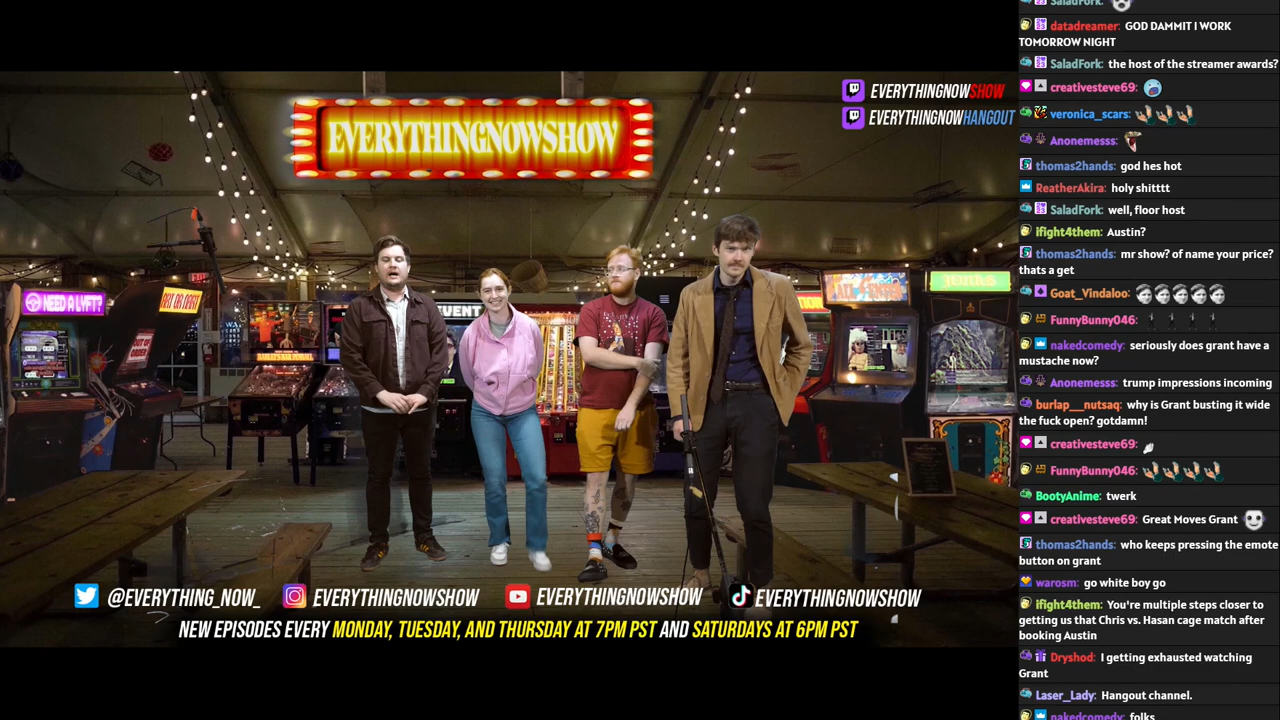 EVERYTHINGNOWSHOW
EVERYTHINGNOWSHOW
EVERYTHINGNOWHANGOUT
NEED A LYFT?
@EVERYTHING_NOW_
EVERYTHINGNOWSHOW
EVERYTHINGNOWSHOW
EVERYTHINGNOWSHOW
NEW EPISODES EVERY MONDAY, TUESDAY, AND THURSDAY AT 7PM PST AND SATURDAYS AT 6PM PST
SaladFork:
datadreamer: GOD DAMMIT I WORK
TOMORROW NIGHT
SaladFork: the host of the streamer awards?
creativesteve69:
veronica_scars:
Anonemesss:
thomas2hands: god hes hot
ReatherAkira: holy shitttt
SaladFork: well, floor host
ifight4them: Austin?
thomas2hands: mr show? of name your price?
thats a get
Goat_Vindaloo:
FunnyBunny046:
nakedcomedy: seriously does grant have a
mustache now?
Anonemesss: trump impressions incoming
burlap__nutsaq: why is Grant busting it wide
the fuck open? gotdamn!
creativesteve69:
FunnyBunny046:
BootyAnime: twerk
creativesteve69: Great Moves Grant
thomas2hands: who keeps pressing the emote
button on grant
warosm: go white boy go
ifight4them: You're multiple steps closer to
getting us that Chris vs. Hasan cage match after
booking Austin
Dryshod: I getting exhausted watching
Grant
Laser_Lady: Hangout channel.
nakedcomedy: folks